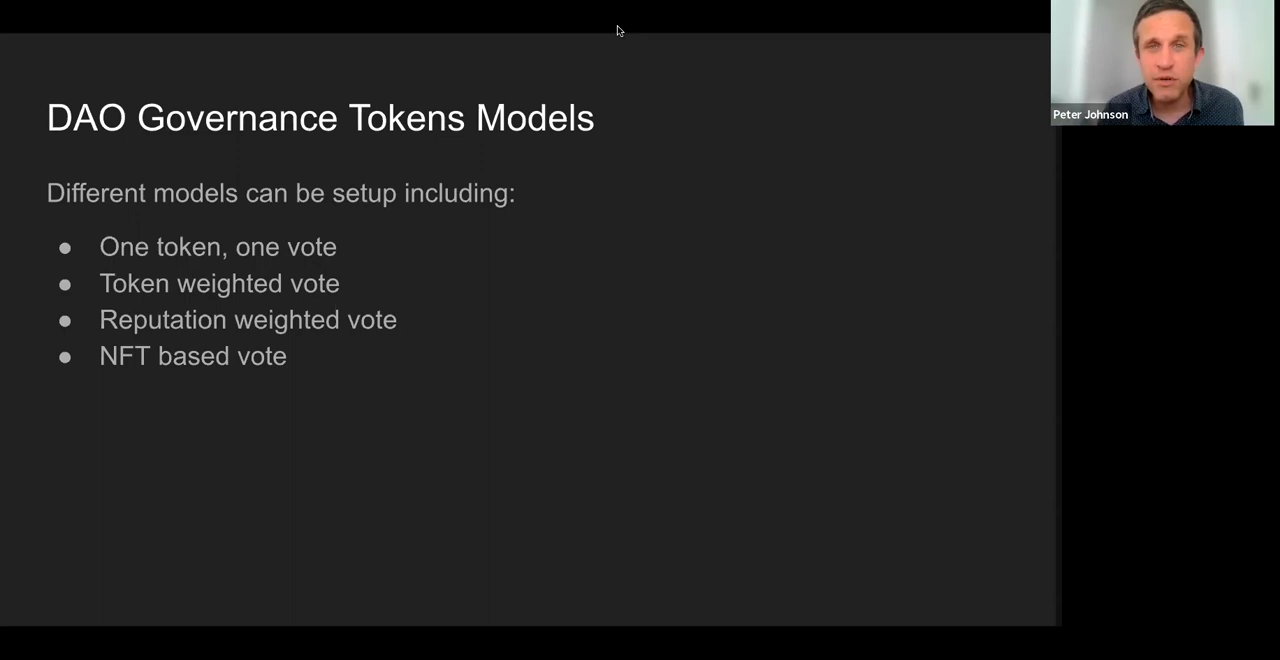 DAO Governance Tokens Models
Different models can be setup including:
● One token, one vote
● Token weighted vote
● Reputation weighted vote
● NFT based vote
Peter Johnson